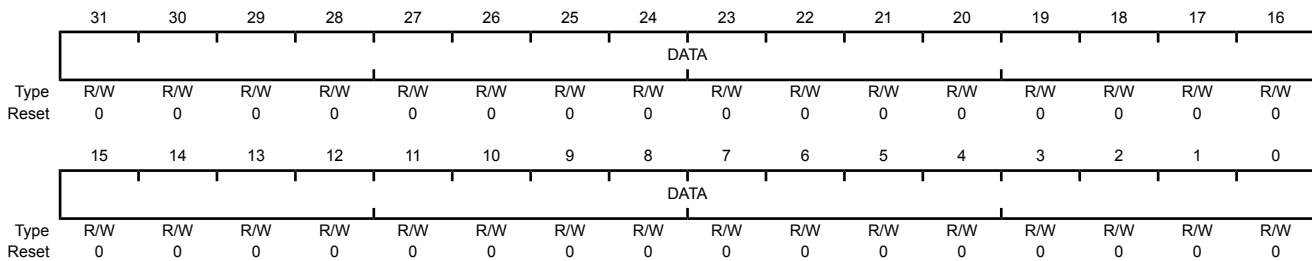 31 30 29 28 27 26 25 24 23 22 21 20 19 18 17 16
DATA
Type R/W R/W R/W R/W R/W R/W R/W R/W R/W R/W R/W R/W R/W R/W R/W R/W
Reset 0 0 0 0 0 0 0 0 0 0 0 0 0 0 0 0
15 14 13 12 11 10 9 8 7 6 5 4 3 2 1 0
DATA
Type R/W R/W R/W R/W R/W R/W R/W R/W R/W R/W R/W R/W R/W R/W R/W R/W
Reset 0 0 0 0 0 0 0 0 0 0 0 0 0 0 0 0